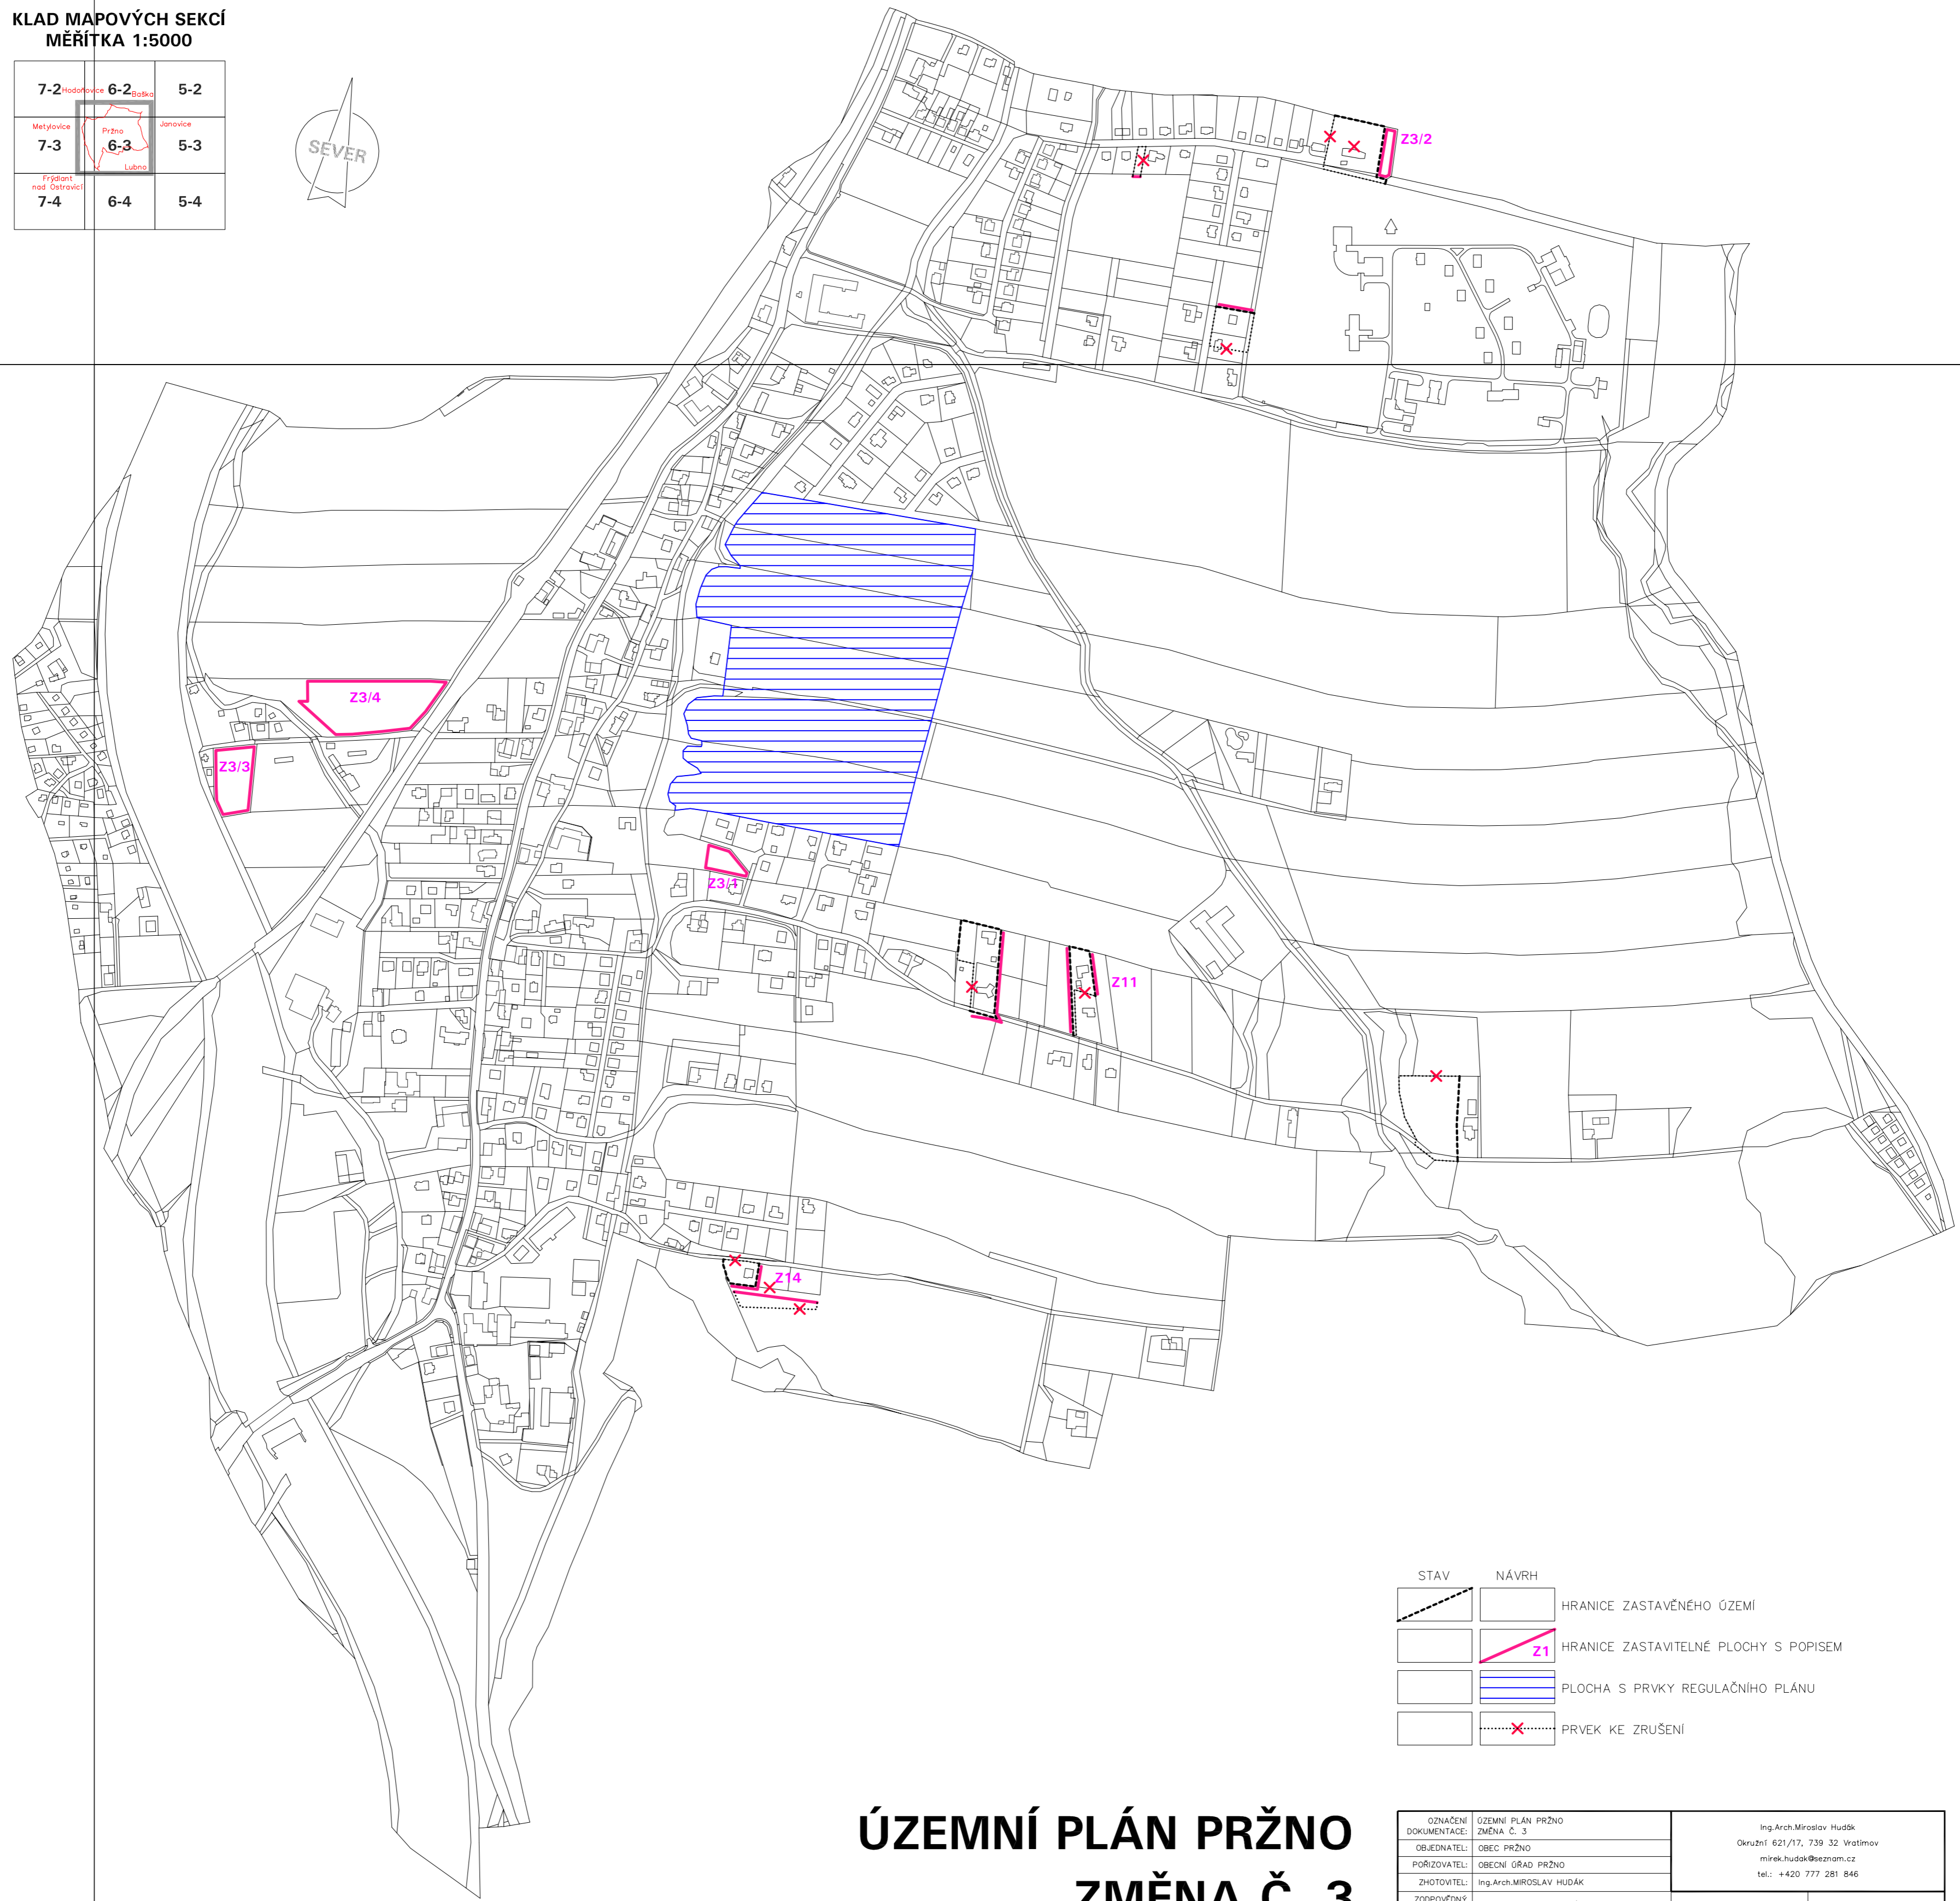 KLAD MAPOVÝCH SEKCÍ
MĚŘÍTKA 1:5000
7-2 Hodoňovice 6-2 Baška 5-2
Metylovice Pržno Janovice
7-3 6-3 5-3
Lubno
Frýdlant
nad Ostravicí
7-4 6-4 5-4
SEVER
Z3/2
Z3/4
Z3/3
Z3/1
Z11
Z14
STAV NÁVRH
HRANICE ZASTAVĚNÉHO ÚZEMÍ
Z1 HRANICE ZASTAVITELNÉ PLOCHY S POPISEM
PLOCHA S PRVKY REGULAČNÍHO PLÁNU
PRVEK KE ZRUŠENÍ
ÚZEMNÍ PLÁN PRŽNO
ZMĚNA Č. 3
OZNAČENÍ ÚZEMNÍ PLÁN PRŽNO
DOKUMENTACE: ZMĚNA Č. 3
OBJEDNATEL: OBEC PRŽNO
POŘIZOVATEL: OBECNÍ ÚŘAD PRŽNO
ZHOTOVITEL: Ing.Arch.MIROSLAV HUDÁK
ZODPOVĚDNÝ
Ing.Arch.Miroslav Hudák
Okružní 621/17, 739 32 Vratimov
mirek.hudak@seznam.cz
tel.: +420 777 281 846